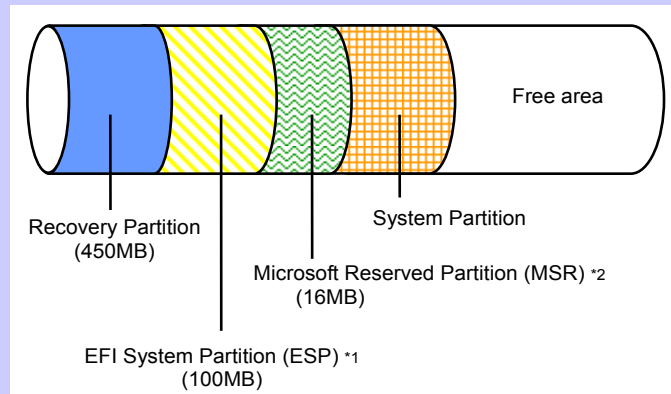 Free area
System Partition
Recovery Partition
(450MB)
Microsoft Reserved Partition (MSR) *2
(16MB)
EFI System Partition (ESP) *1
(100MB)